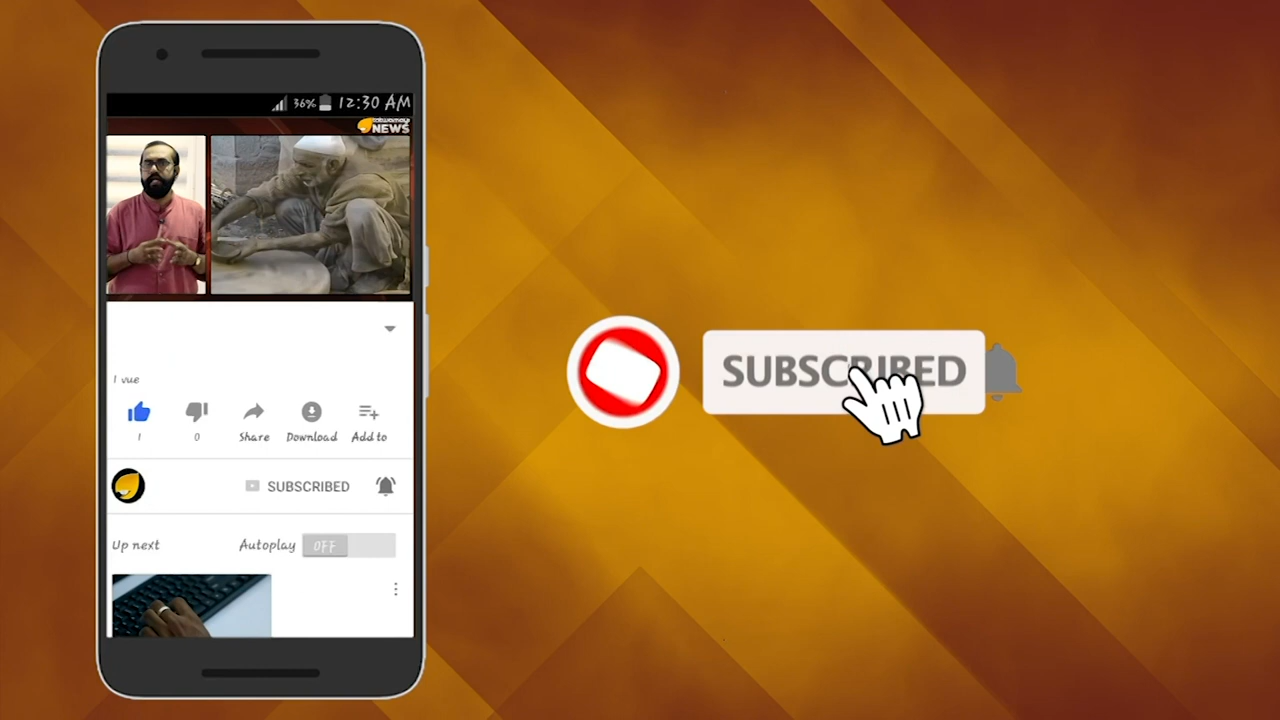 36% 12:30 AM
tatwamayi
NEWS
1 vue
1
0
Share
Download
Add to
SUBSCRIBED
Up next
Autoplay
OFF
SUBSCRIBED